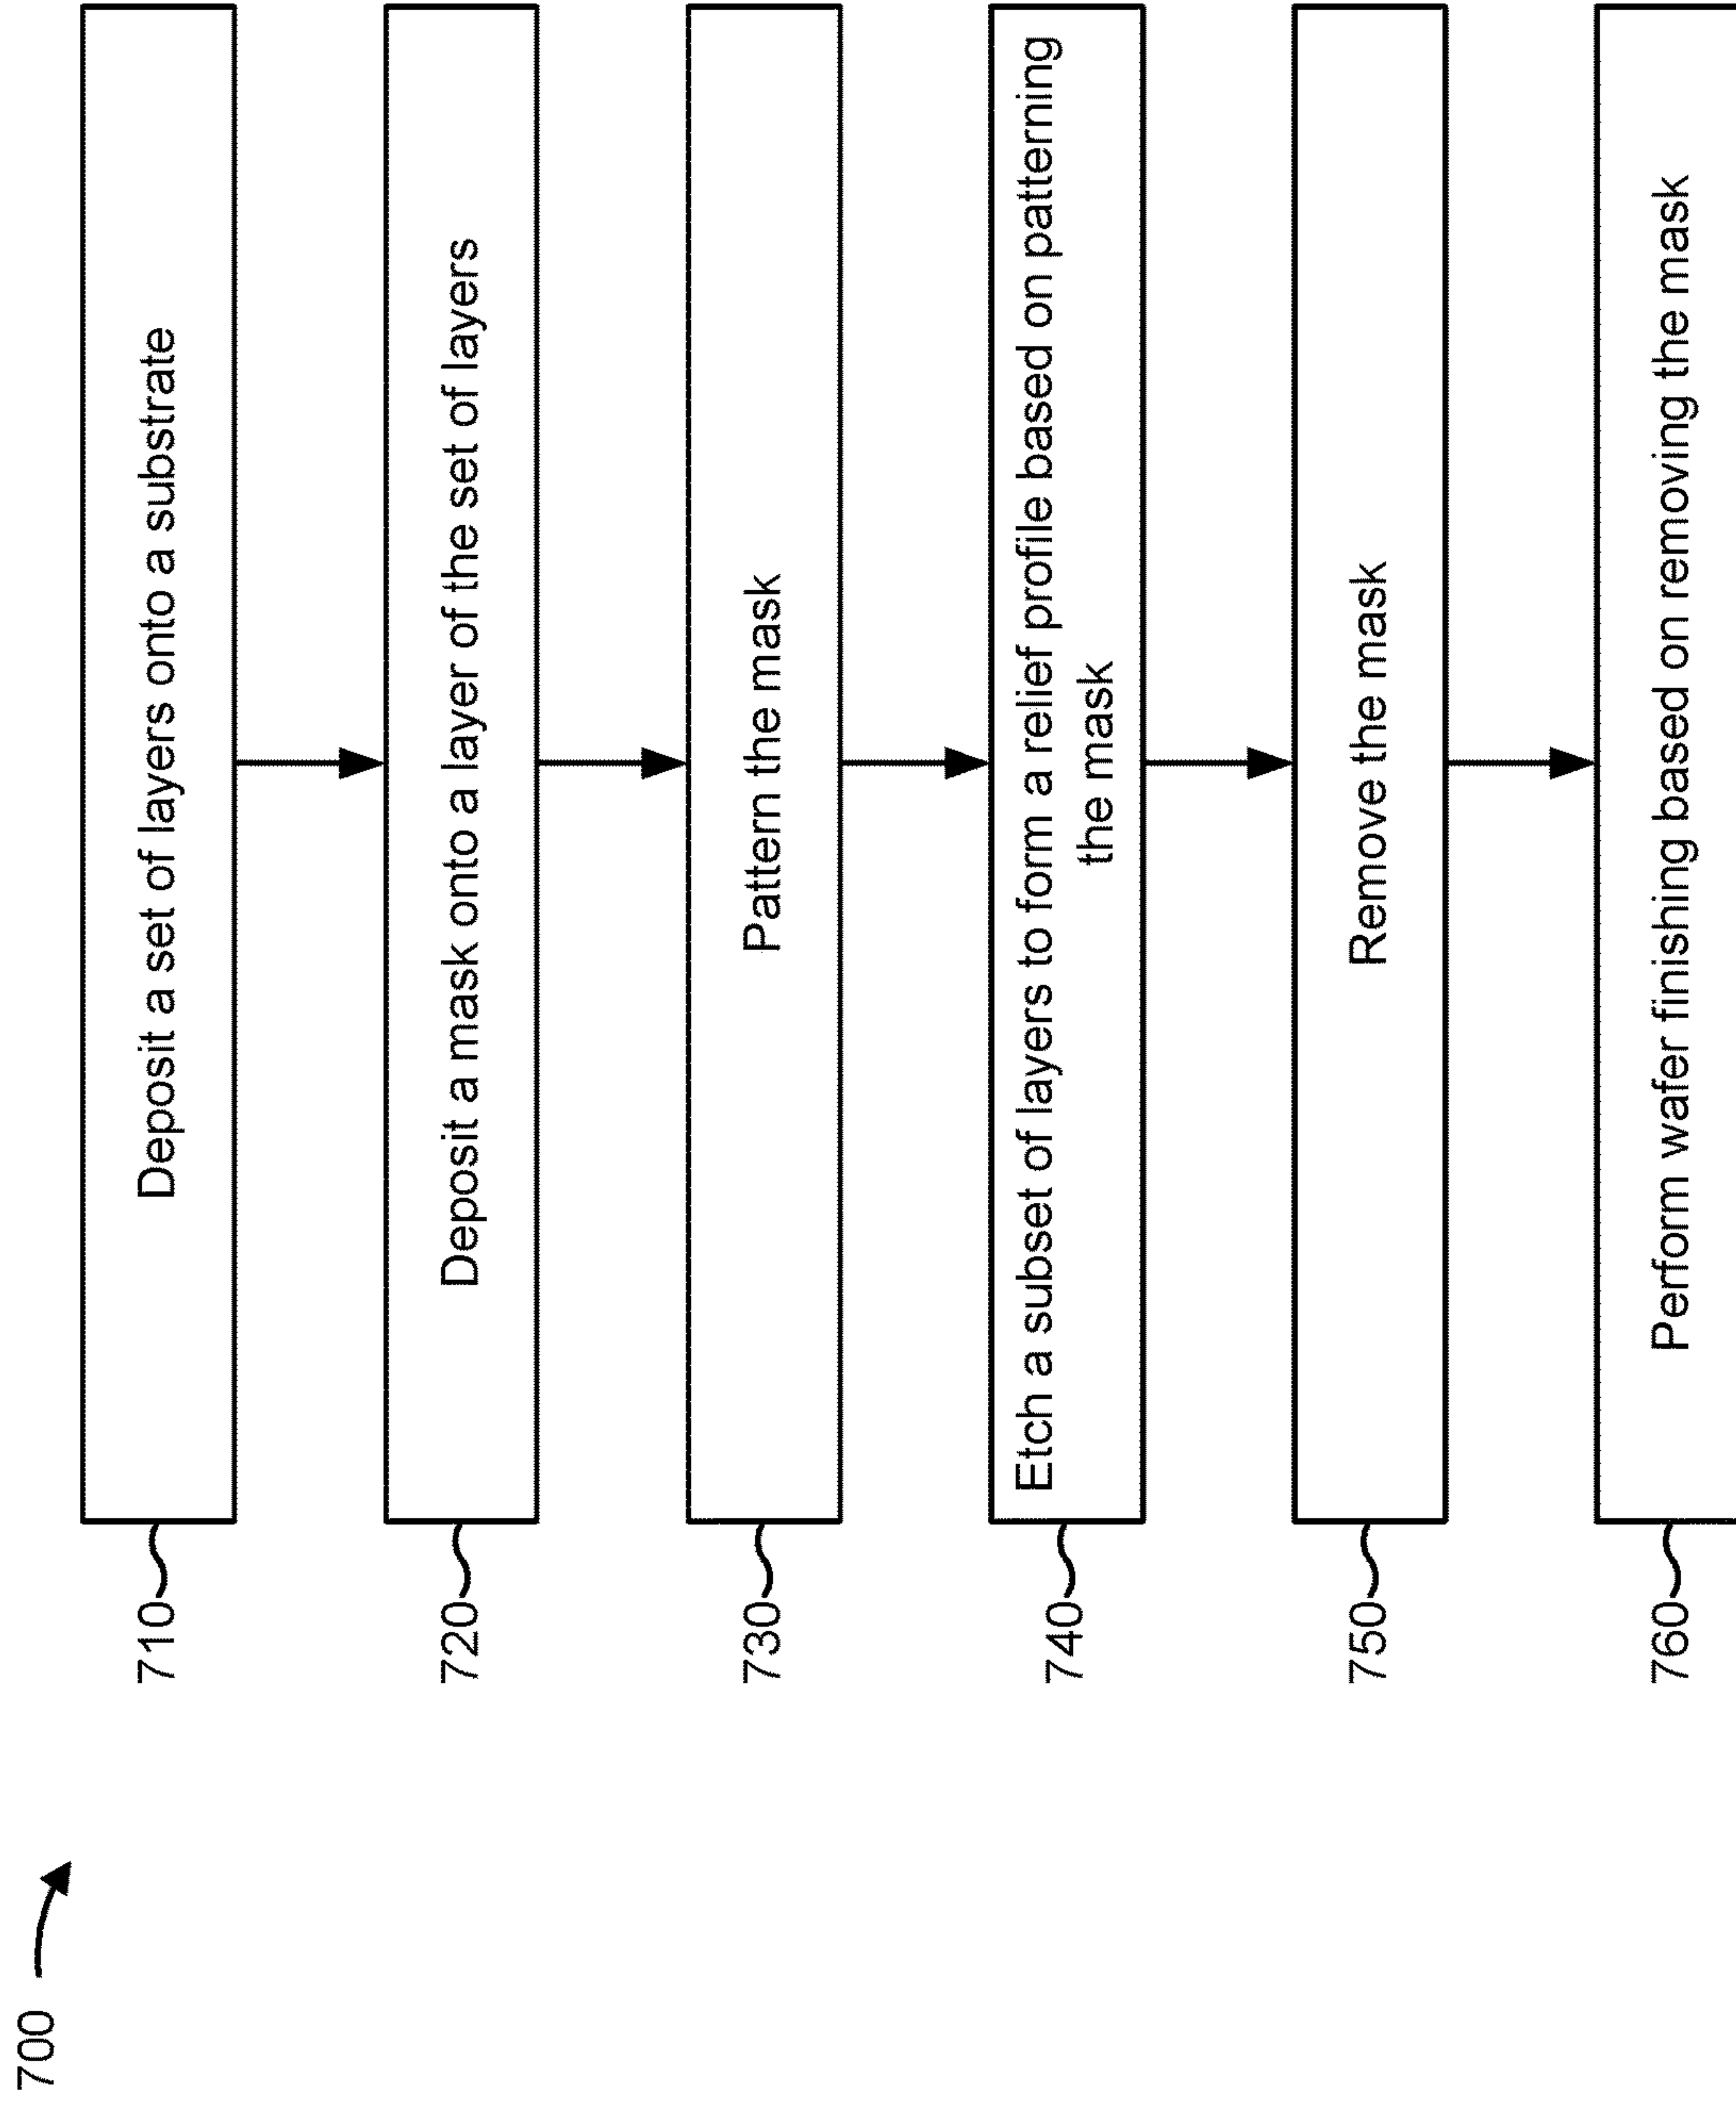 700
710
Deposit a set of layers onto a substrate
720
Deposit a mask onto a layer of the set of layers
730
Pattern the mask
740
Etch a subset of layers to form a relief profile based on patterning
the mask
750
Remove the mask
760
Perform wafer finishing based on removing the mask